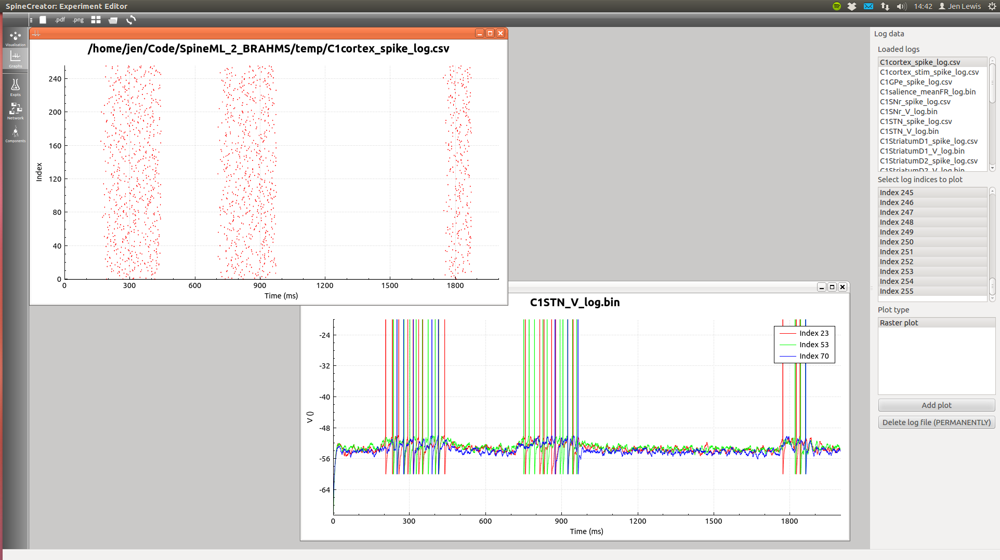 SpineCreator: Experiment Editor
14:42 Jen Lewis
.pdf .png
Visualisation
Graphs
Expts
Network
Components
/home/jen/Code/SpineML_2_BRAHMS/temp/C1cortex_spike_log.csv
Index
240
200
160
120
80
40
0
0 300 600 900 1200 1500 1800
Time (ms)
C1STN_V_log.bin
V ()
-24
-32
-40
-48
-56
-64
Index 23
Index 53
Index 70
0 300 600 900 1200 1500 1800
Time (ms)
Log data
Loaded logs
C1cortex_spike_log.csv
C1cortex_stim_spike_log.csv
C1GPe_spike_log.csv
C1salience_meanFR_log.bin
C1SNr_spike_log.csv
C1SNr_V_log.bin
C1STN_spike_log.csv
C1STN_V_log.bin
C1StriatumD1_spike_log.csv
C1StriatumD1_V_log.bin
C1StriatumD2_spike_log.csv
C1StriatumD2_V_log.bin
Select log indices to plot
Index 245
Index 246
Index 247
Index 248
Index 249
Index 250
Index 251
Index 252
Index 253
Index 254
Index 255
Plot type
Raster plot
Add plot
Delete log file (PERMANENTLY)